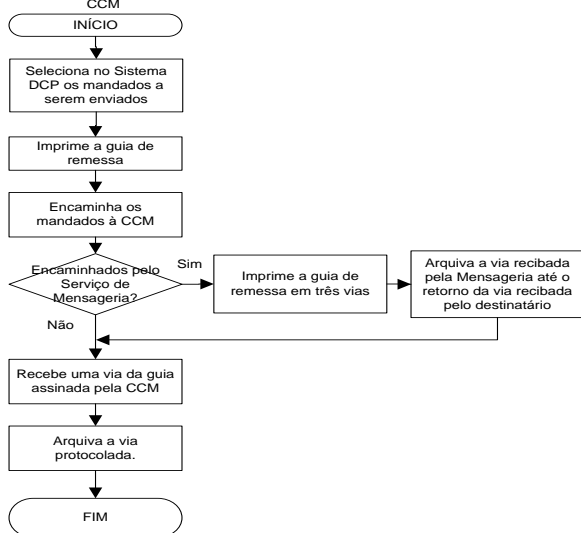 CCM
INÍCIO
Seleciona no Sistema
DCP os mandados a
serem enviados
Imprime a guia de
remessa
Encaminha os
mandados à CCM
Encaminhados pelo
Serviço de
Mensageria?
Sim
Imprime a guia de
remessa em três vias
Arquiva a via recibada
pela Mensageria até o
retorno da via recibada
pelo destinatário
Não
Recebe uma via da guia
assinada pela CCM
Arquiva a via
protocolada.
FIM